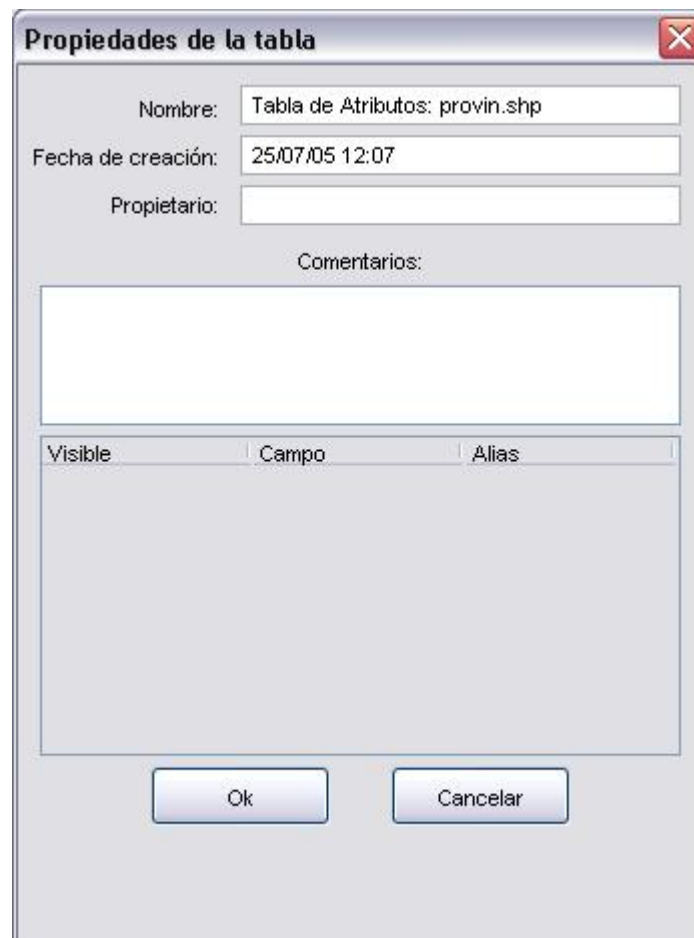 Propiedades de la tabla
Nombre: Tabla de Atributos: provin.shp
Fecha de creación: 25/07/05 12:07
Propietario:
Comentarios:
Visible Campo Alias
Ok Cancelar